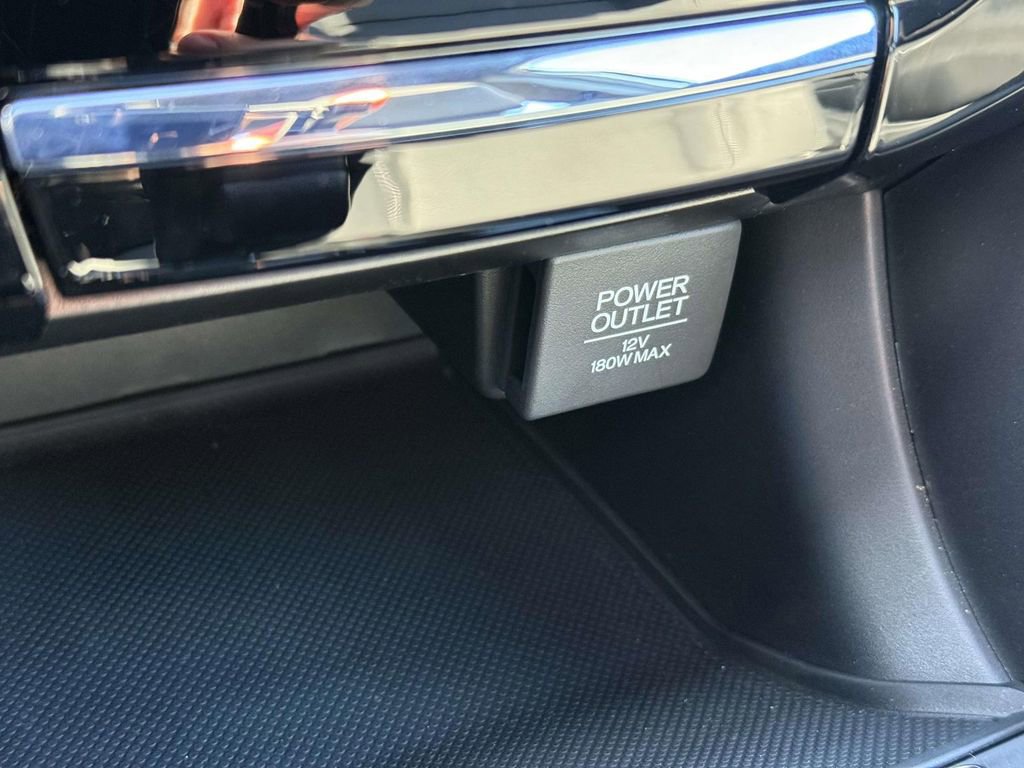 POWER
OUTLET
12V
180W MAX